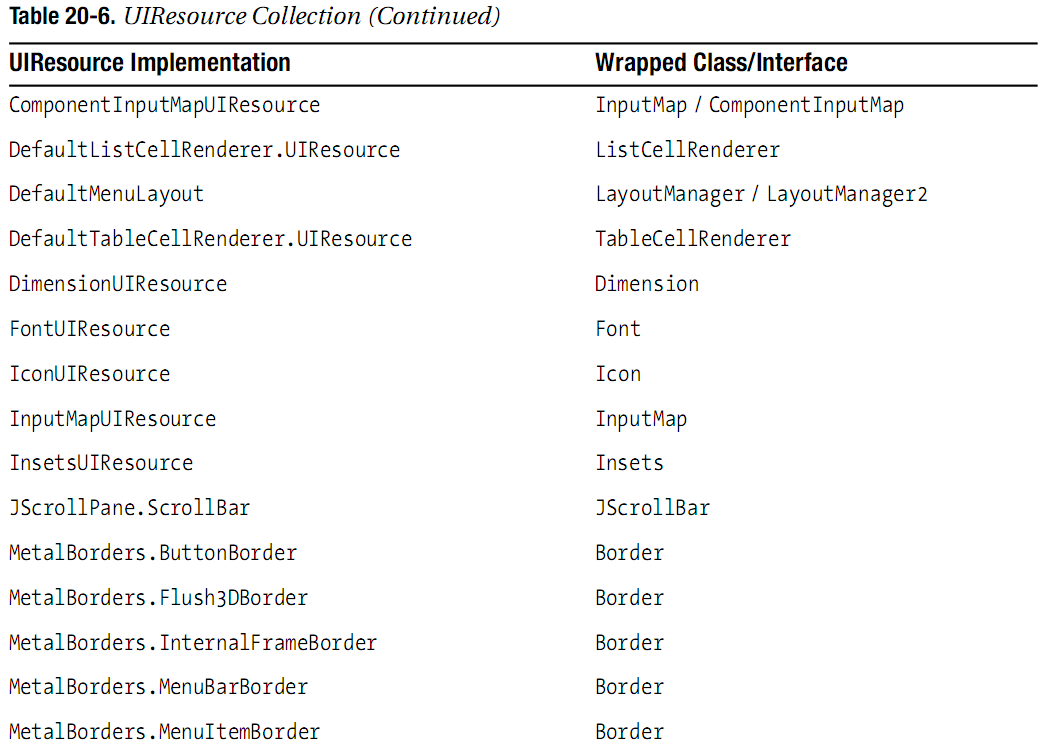 Table 20-6. UIResource Collection (Continued)
UIResource Implementation Wrapped Class/Interface
ComponentInputMapUIResource InputMap / ComponentInputMap
DefaultListCellRenderer.UIResource ListCellRenderer
DefaultMenuLayout LayoutManager / LayoutManager2
DefaultTableCellRenderer.UIResource TableCellRenderer
DimensionUIResource Dimension
FontUIResource Font
IconUIResource Icon
InputMapUIResource InputMap
InsetsUIResource Insets
JScrollPane.ScrollBar JScrollBar
MetalBorders.ButtonBorder Border
MetalBorders.Flush3DBorder Border
MetalBorders.InternalFrameBorder Border
MetalBorders.MenuBarBorder Border
MetalBorders.MenuItemBorder Border